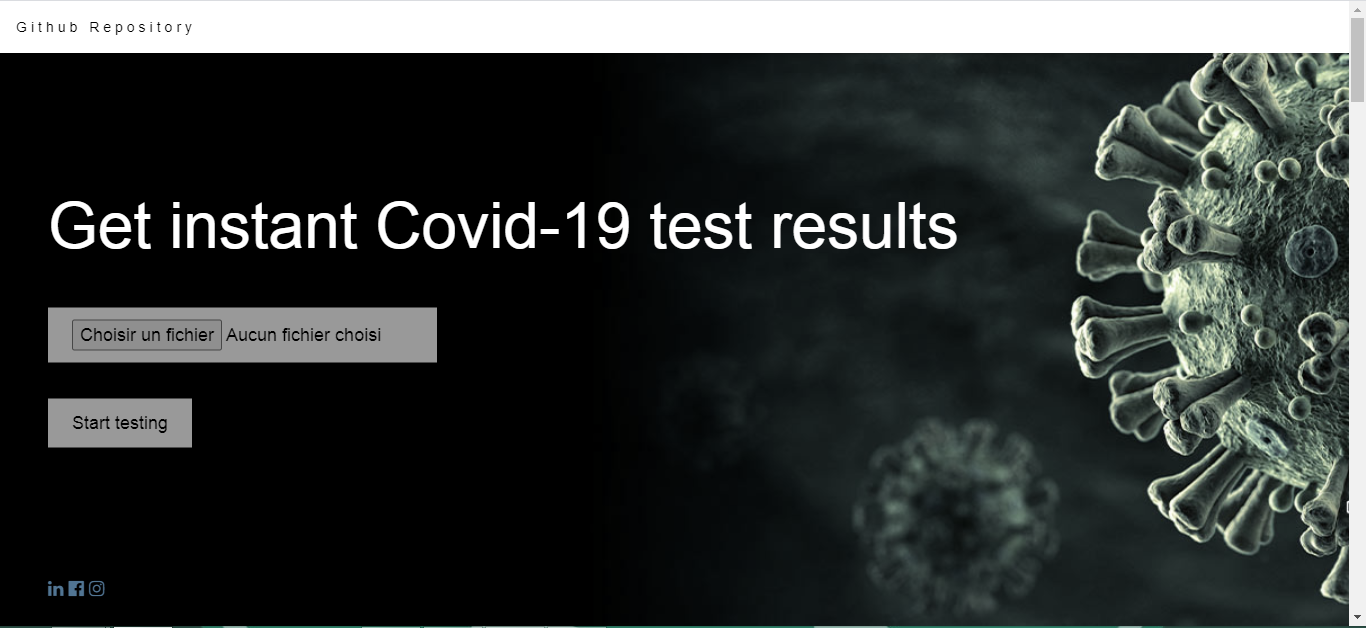 Github Repository
Get instant Covid-19 test results
Choisir un fichier Aucun fichier choisi
Start testing